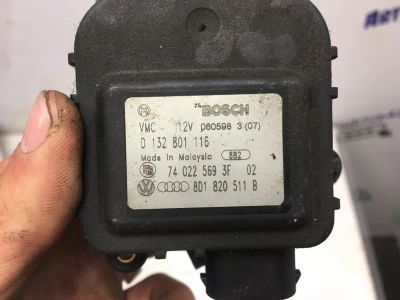 BOSCH
VMC 12V 060598 3 (07)
0 132 801 116
Made in Malaysia 582
74 022 569 3F 02
8D1 820 511 B